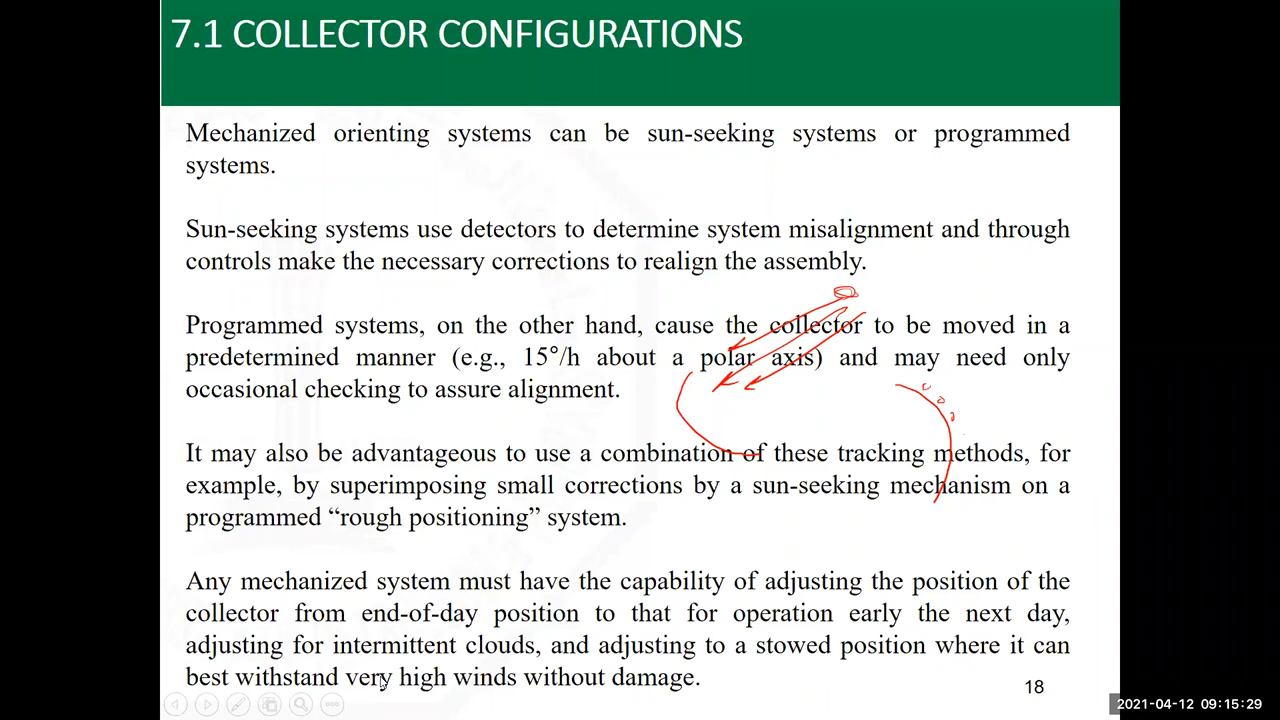 7.1 COLLECTOR CONFIGURATIONS
Mechanized orienting systems can be sun-seeking systems or programmed
systems.
Sun-seeking systems use detectors to determine system misalignment and through
controls make the necessary corrections to realign the assembly.
Programmed systems, on the other hand, cause the collector to be moved in a
predetermined manner (e.g., 15°/h about a polar axis) and may need only
occasional checking to assure alignment.
It may also be advantageous to use a combination of these tracking methods, for
example, by superimposing small corrections by a sun-seeking mechanism on a
programmed “rough positioning” system.
Any mechanized system must have the capability of adjusting the position of the
collector from end-of-day position to that for operation early the next day,
adjusting for intermittent clouds, and adjusting to a stowed position where it can
best withstand very high winds without damage.
18
2021-04-12 09:15:29